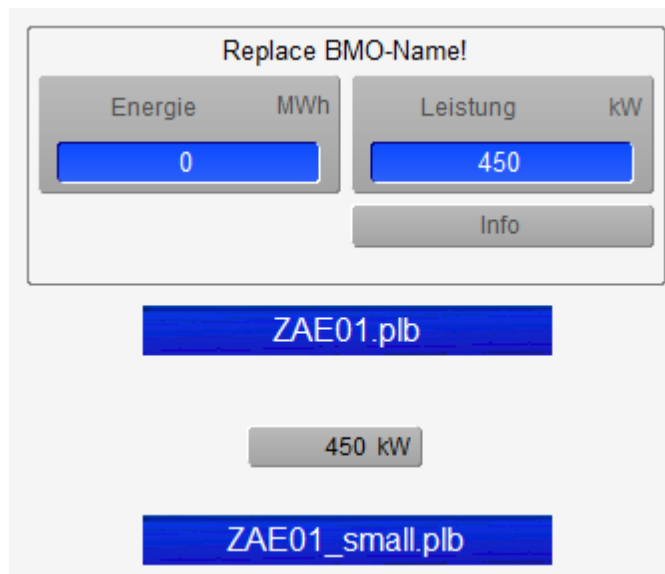 Replace BMO-Name!
Energie MWh Leistung kW
0 450
Info
ZAE01.plb
450 kW
ZAE01_small.plb